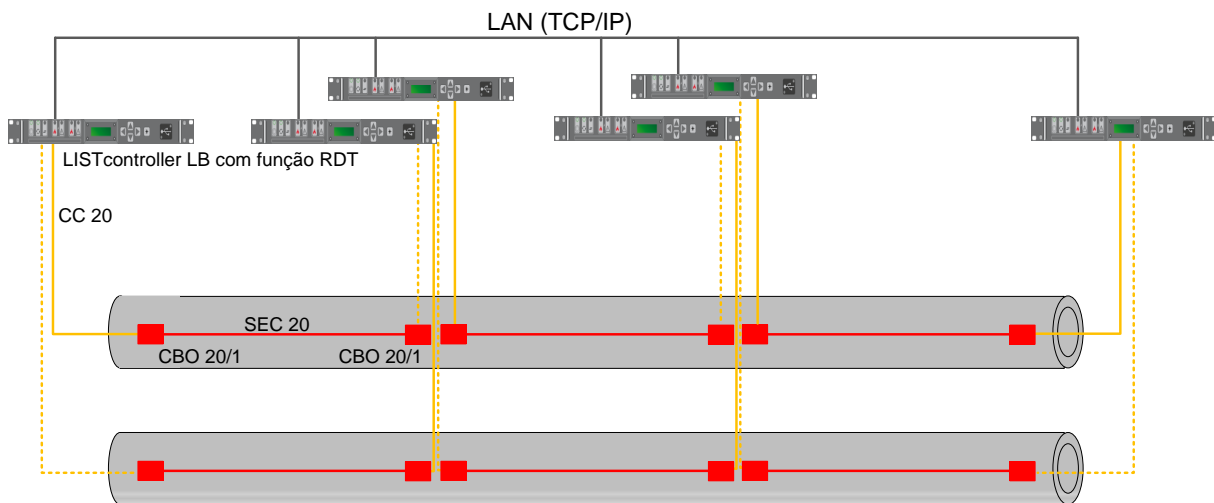 LAN (TCP/IP)
LISTcontroller LB com função RDT
CC 20
SEC 20
CBO 20/1
CBO 20/1